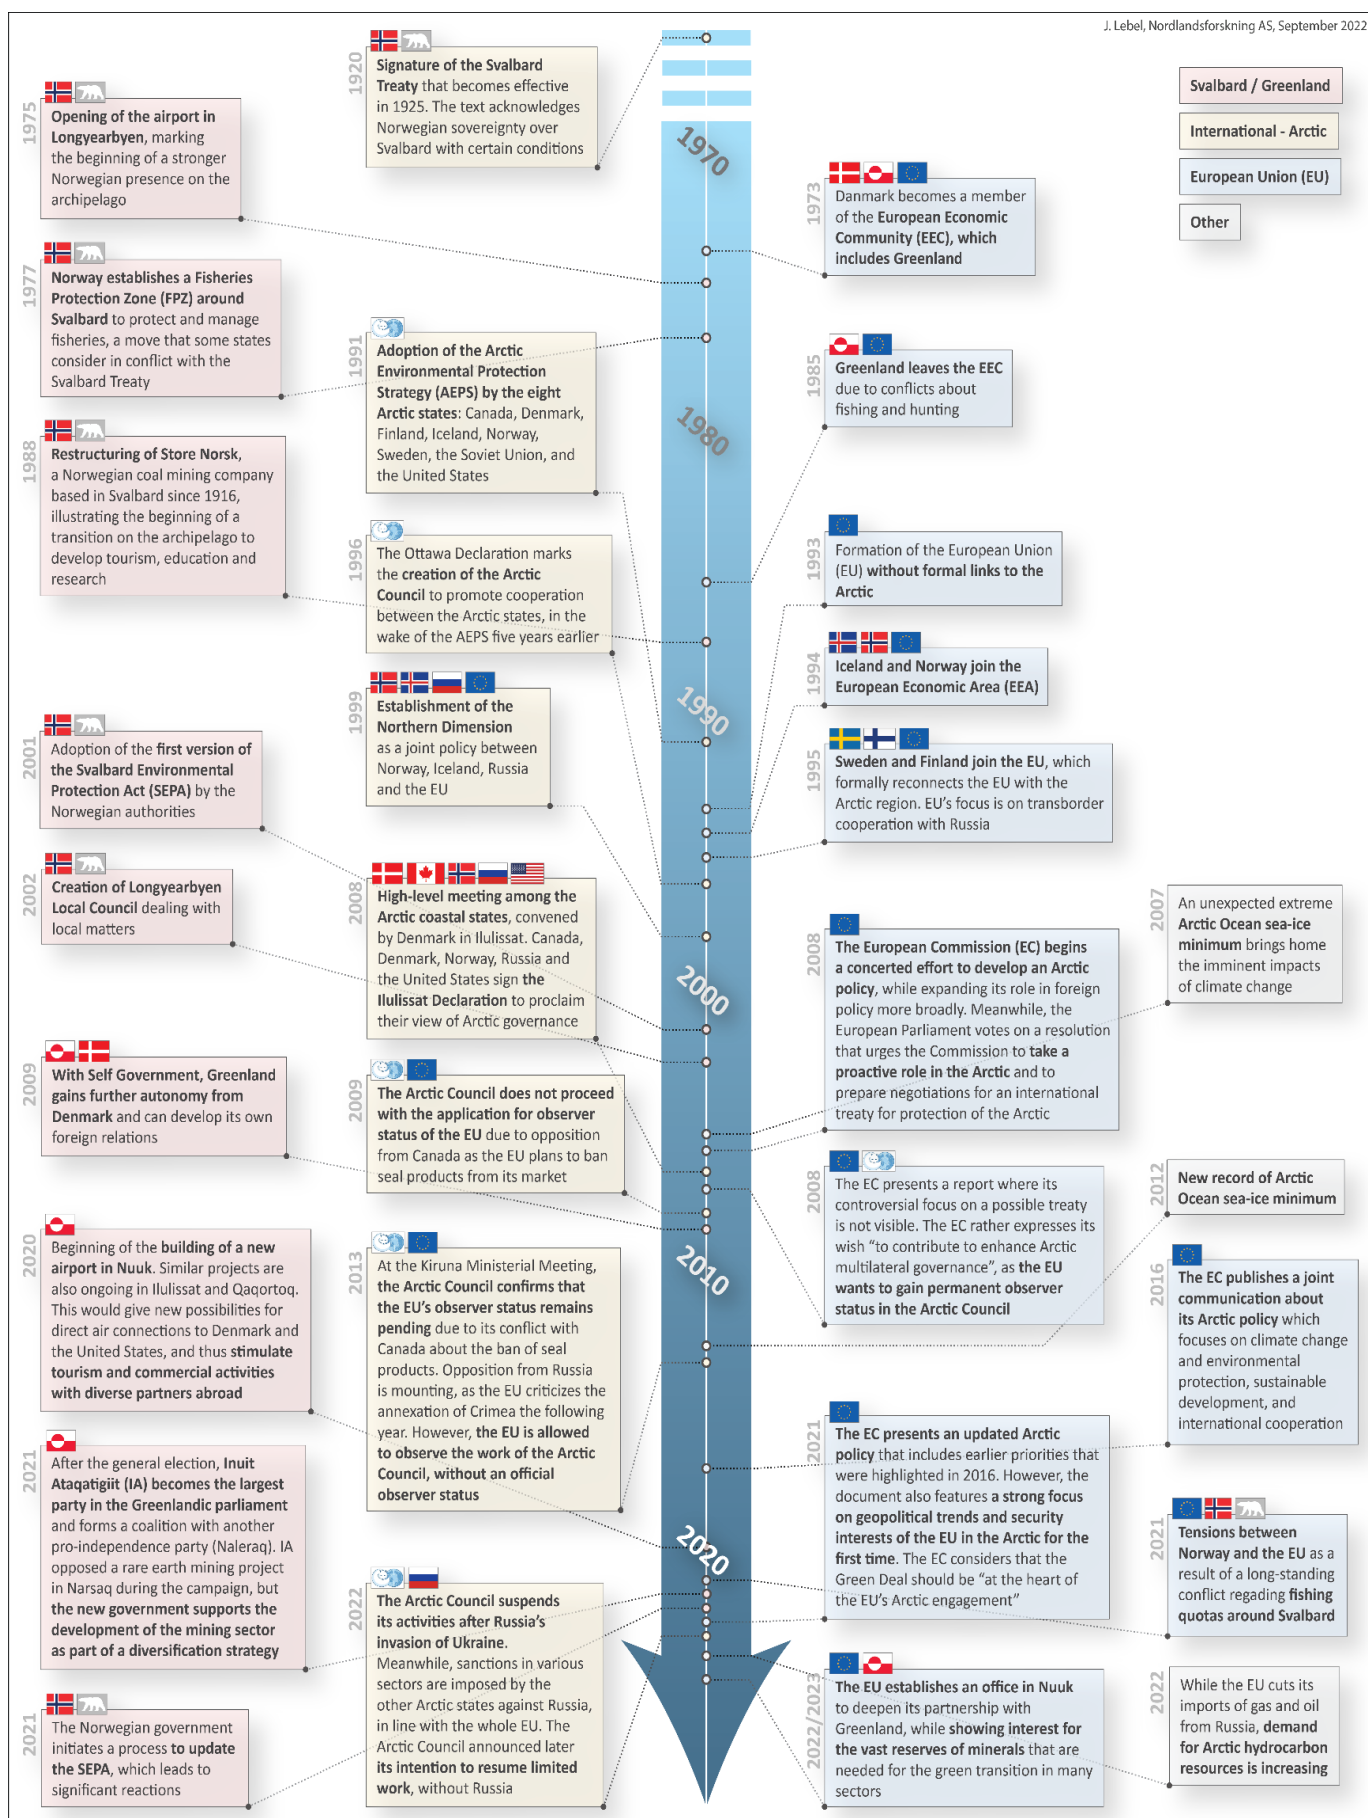 J. Lebel, Nordlandsforskning AS, September 2022
Svalbard / Greenland
International - Arctic
European Union (EU)
Other
1970
1980
1990
2000
2010
2020
1975
Opening of the airport in
Longyearbyen, marking
the beginning of a stronger
Norwegian presence on the
archipelago
1977
Norway establishes a Fisheries
Protection Zone (FPZ) around
Svalbard to protect and manage
fisheries, a move that some states
consider in conflict with the
Svalbard Treaty
1988
Restructuring of Store Norsk,
a Norwegian coal mining company
based in Svalbard since 1916,
illustrating the beginning of a
transition on the archipelago to
develop tourism, education and
research
2001
Adoption of the first version of
the Svalbard Environmental
Protection Act (SEPA) by the
Norwegian authorities
2002
Creation of Longyearbyen
Local Council dealing with
local matters
2009
With Self Government, Greenland
gains further autonomy from
Denmark and can develop its own
foreign relations
2020
Beginning of the building of a new
airport in Nuuk. Similar projects are
also ongoing in Ilulissat and Qaqortoq.
This would give new possibilities for
direct air connections to Denmark and
the United States, and thus stimulate
tourism and commercial activities
with diverse partners abroad
2021
After the general election, Inuit
Ataqatigiit (IA) becomes the largest
party in the Greenlandic parliament
and forms a coalition with another
pro-independence party (Naleraq). IA
opposed a rare earth mining project
in Narsaq during the campaign, but
the new government supports the
development of the mining sector
as part of a diversification strategy
2021
The Norwegian government
initiates a process to update
the SEPA, which leads to
significant reactions
1920
Signature of the Svalbard
Treaty that becomes effective
in 1925. The text acknowledges
Norwegian sovereignty over
Svalbard with certain conditions
1991
Adoption of the Arctic
Environmental Protection
Strategy (AEPS) by the eight
Arctic states: Canada, Denmark,
Finland, Iceland, Norway,
Sweden, the Soviet Union, and
the United States
1996
The Ottawa Declaration marks
the creation of the Arctic
Council to promote cooperation
between the Arctic states, in the
wake of the AEPS five years earlier
1999
Establishment of the
Northern Dimension
as a joint policy between
Norway, Iceland, Russia
and the EU
2008
High-level meeting among the
Arctic coastal states, convened
by Denmark in Ilulissat. Canada,
Denmark, Norway, Russia and
the United States sign the
Ilulissat Declaration to proclaim
their view of Arctic governance
2009
The Arctic Council does not proceed
with the application for observer
status of the EU due to opposition
from Canada as the EU plans to ban
seal products from its market
2013
At the Kiruna Ministerial Meeting,
the Arctic Council confirms that
the EU's observer status remains
pending due to its conflict with
Canada about the ban of seal
products. Opposition from Russia
is mounting, as the EU criticizes the
annexation of Crimea the following
year. However, the EU is allowed
to observe the work of the Arctic
Council, without an official
observer status
2022
The Arctic Council suspends
its activities after Russia's
invasion of Ukraine.
Meanwhile, sanctions in various
sectors are imposed by the
other Arctic states against Russia,
in line with the whole EU. The
Arctic Council announced later
its intention to resume limited
work, without Russia
1973
Danmark becomes a member
of the European Economic
Community (EEC), which
includes Greenland
1985
Greenland leaves the EEC
due to conflicts about
fishing and hunting
1993
Formation of the European Union
(EU) without formal links to the
Arctic
1994
Iceland and Norway join the
European Economic Area (EEA)
1995
Sweden and Finland join the EU, which
formally reconnects the EU with the
Arctic region. EU's focus is on transborder
cooperation with Russia
2008
The European Commission (EC) begins
a concerted effort to develop an Arctic
policy, while expanding its role in foreign
policy more broadly. Meanwhile, the
European Parliament votes on a resolution
that urges the Commission to take a
proactive role in the Arctic and to
prepare negotiations for an international
treaty for protection of the Arctic
2008
The EC presents a report where its
controversial focus on a possible treaty
is not visible. The EC rather expresses its
wish "to contribute to enhance Arctic
multilateral governance", as the EU
wants to gain permanent observer
status in the Arctic Council
2021
The EC presents an updated Arctic
policy that includes earlier priorities that
were highlighted in 2016. However, the
document also features a strong focus
on geopolitical trends and security
interests of the EU in the Arctic for the
first time. The EC considers that the
Green Deal should be "at the heart of
the EU's Arctic engagement"
2022/2023
The EU establishes an office in Nuuk
to deepen its partnership with
Greenland, while showing interest for
the vast reserves of minerals that are
needed for the green transition in many
sectors
2007
An unexpected extreme
Arctic Ocean sea-ice
minimum brings home
the imminent impacts
of climate change
2012
New record of Arctic
Ocean sea-ice minimum
2016
The EC publishes a joint
communication about
its Arctic policy which
focuses on climate change
and environmental
protection, sustainable
development, and
international cooperation
2021
Tensions between
Norway and the EU as a
result of a long-standing
conflict regading fishing
quotas around Svalbard
2022
While the EU cuts its
imports of gas and oil
from Russia, demand
for Arctic hydrocarbon
resources is increasing